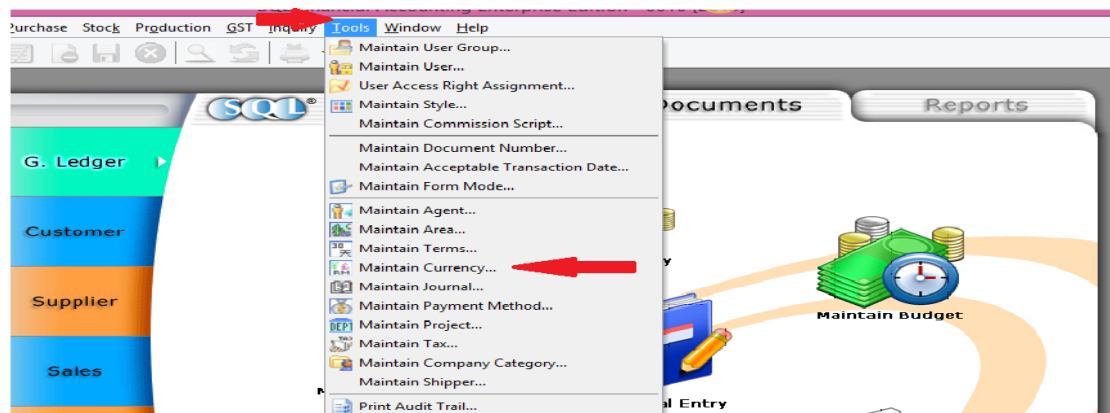 Purchase Stock Production GST Inquiry Tools Window Help
Maintain User Group...
Maintain User...
User Access Right Assignment...
Maintain Style...
Maintain Commission Script...
Maintain Document Number...
Maintain Acceptable Transaction Date...
Maintain Form Mode...
Maintain Agent...
Maintain Area...
Maintain Terms...
Maintain Currency...
Maintain Journal...
Maintain Payment Method...
Maintain Project...
Maintain Tax...
Maintain Company Category...
Maintain Shipper...
Print Audit Trail...
SQL®
Documents
Reports
G. Ledger
Customer
Supplier
Sales
Maintain Budget
Entry